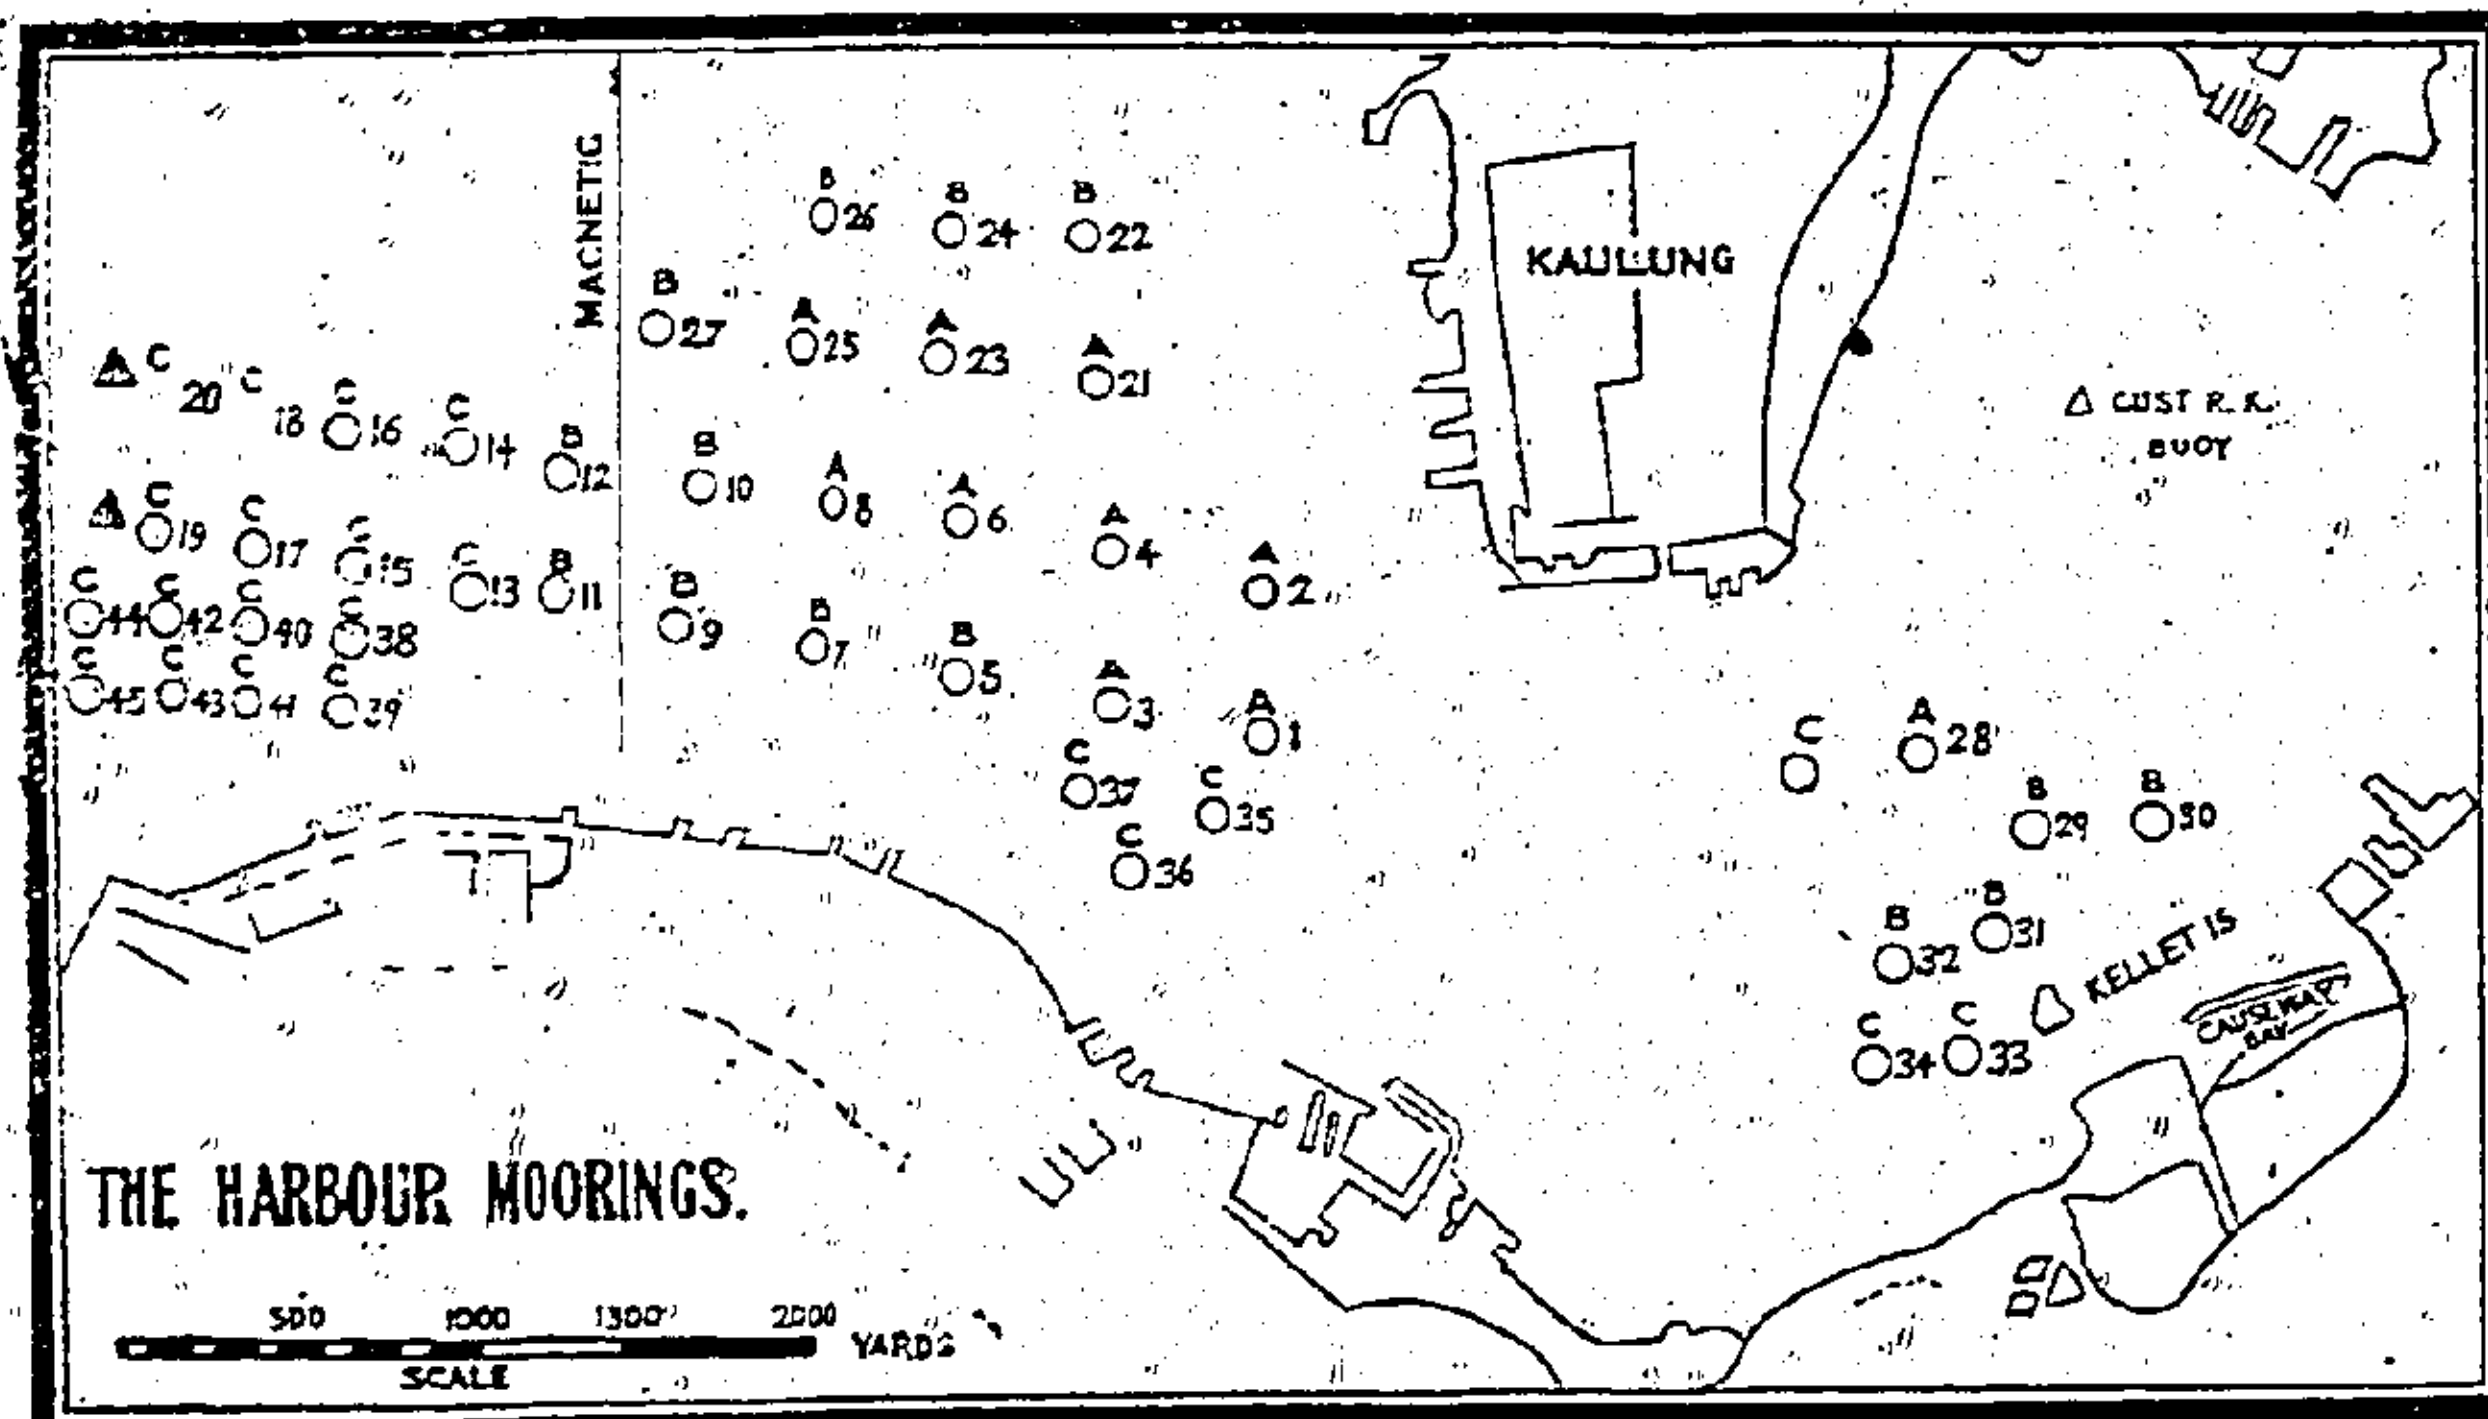 MAGNETIC
B B B
26 24 22
KAULUNG
B A A A
27 25 23 21
C C C C B
20 18 16 14 12
CUST R.K.
BUOY
B A A A A
10 8 6 4 2
C C C C B
19 17 15 13 11
B B B A A
9 7 5 3 1
C C C C
44 42 40 38
C C C C
45 43 41 39
C C C
37 35 36
C A
28
B B
29 30
B B
32 31
KELLET IS
C C
34 33
CAUSEWAY
BAY
THE HARBOUR MOORINGS.
500 1000 1300 2000
YARDS
SCALE